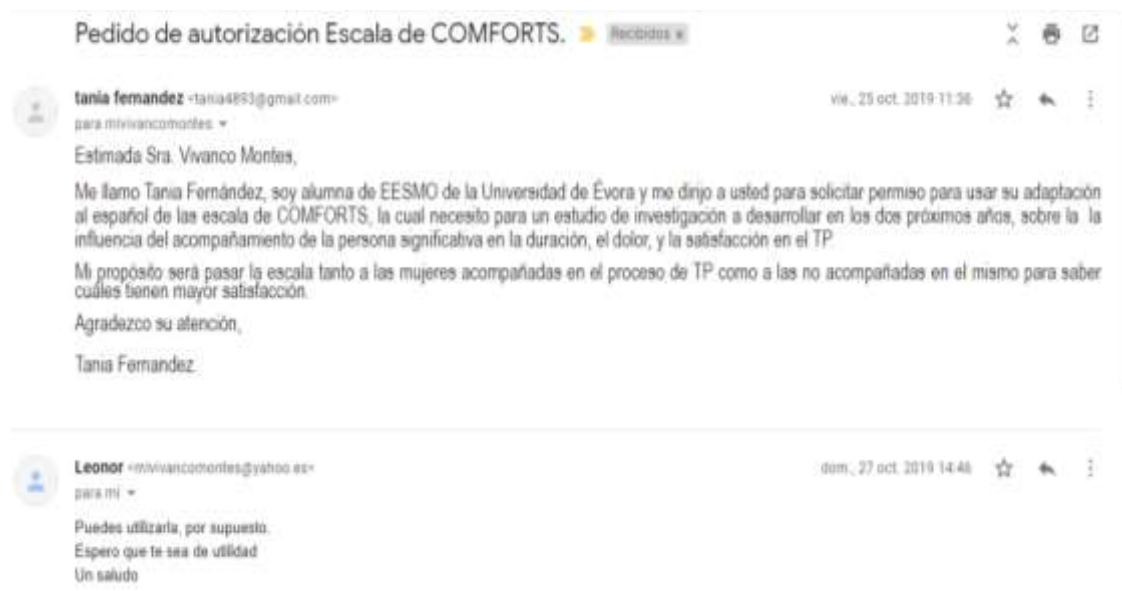 Pedido de autorización Escala de COMFORTS. Recibidos x
tania fernandez <tania4893@gmail.com> vie., 25 oct. 2019 11:36
para mivivancomontes
Estimada Sra. Vivanco Montes,
Me llamo Tania Fernández, soy alumna de EESMO de la Universidad de Évora y me dirijo a usted para solicitar permiso para usar su adaptación
al español de las escala de COMFORTS, la cual necesito para un estudio de investigación a desarrollar en los dos próximos años, sobre la la
influencia del acompañamiento de la persona significativa en la duración, el dolor, y la satisfacción en el TP
Mi propósito será pasar la escala tanto a las mujeres acompañadas en el proceso de TP como a las no acompañadas en el mismo para saber
cuáles tienen mayor satisfacción.
Agradezco su atención,
Tania Fernandez.
Leonor <mivivancomontes@yahoo.es> dom., 27 oct. 2019 14:46
para mí
Puedes utilizarla, por supuesto.
Espero que te sea de utilidad
Un saludo